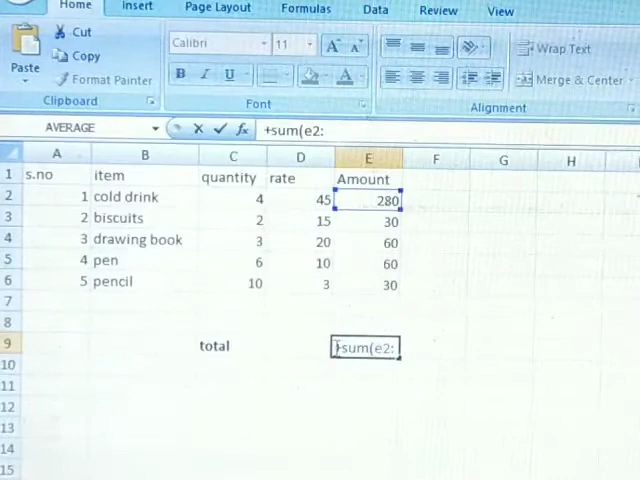 Home Insert Page Layout Formulas Data Review View
Cut
Copy
Format Painter
Paste
Calibri 11 A A
B I U A
Wrap Text
Merge & Center
Clipboard Font Alignment
AVERAGE fx +sum(e2:
A B C D E F G H
1 s.no item quantity rate Amount
2 1 cold drink 4 45 280
3 2 biscuits 2 15 30
4 3 drawing book 3 20 60
5 4 pen 6 10 60
6 5 pencil 10 3 30
7
8
9 total +sum(e2:
10
11
12
13
14
15